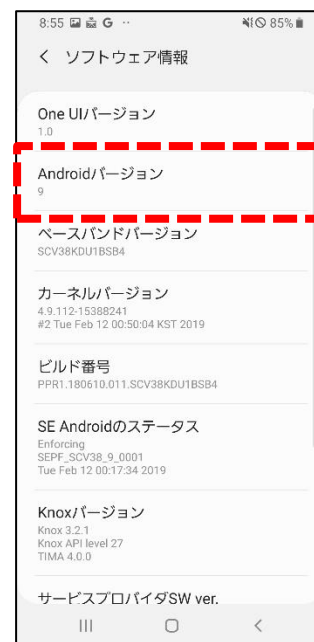 8:55 G ·· 85%
ソフトウェア情報
One UIバージョン
1.0
Androidバージョン
9
ベースバンドバージョン
SCV38KDU1BSB4
カーネルバージョン
4.9.112-15388241
#2 Tue Feb 12 00:50:04 KST 2019
ビルド番号
PPR1.180610.011.SCV38KDU1BSB4
SE Androidのステータス
Enforcing
SEPF_SCV38_9_0001
Tue Feb 12 00:17:34 2019
Knoxバージョン
Knox 3.2.1
Knox API level 27
TIMA 4.0.0
サービスプロバイダSW ver.